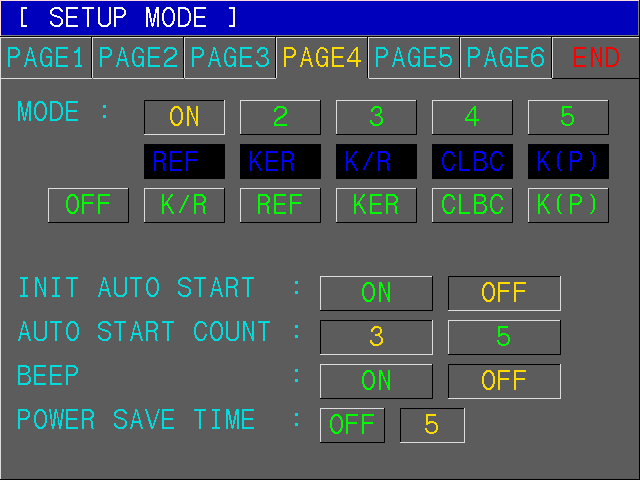 [ SETUP MODE ]
PAGE1 PAGE2 PAGE3 PAGE4 PAGE5 PAGE6 END
MODE : ON 2 3 4 5
REF KER K/R CLBC K(P)
OFF K/R REF KER CLBC K(P)
INIT AUTO START : ON OFF
AUTO START COUNT : 3 5
BEEP : ON OFF
POWER SAVE TIME : OFF 5